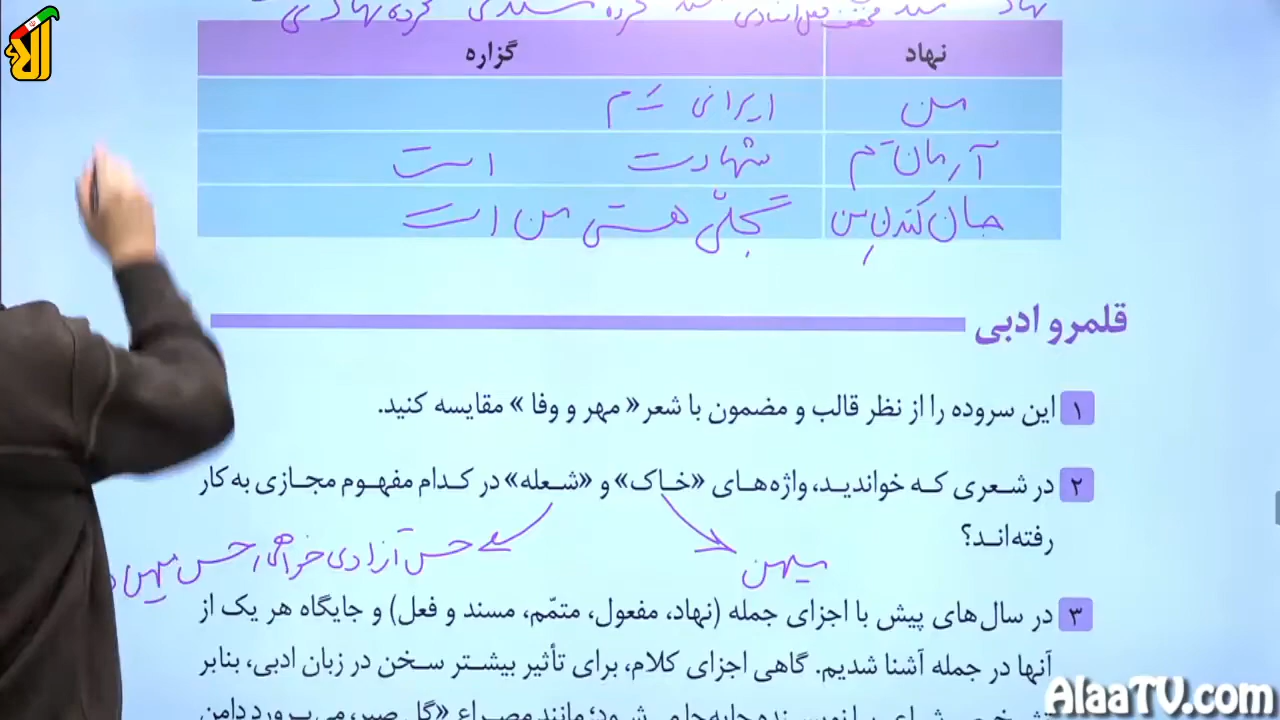 نهاد گزاره
من ایرانی َم
آرمان َم شهادت است
جان کندنِ من تجلّی هستی من است
قلمرو ادبی
۱ این سروده را از نظر قالب و مضمون با شعر« مهر و وفا » مقایسه کنید.
۲ در شعری که خواندید، واژه‌های «خاک» و «شعله» در کدام مفهوم مجازی به کار
رفته‌اند؟
میهن حس آزادی خواهی، حس میهن
۳ در سال‌های پیش با اجزای جمله (نهاد، مفعول، متمّم، مسند و فعل) و جایگاه هر یک از
آنها در جمله آشنا شدیم. گاهی اجزای کلام، برای تأثیر بیشتر سخن در زبان ادبی، بنابر
AlaaTV.com